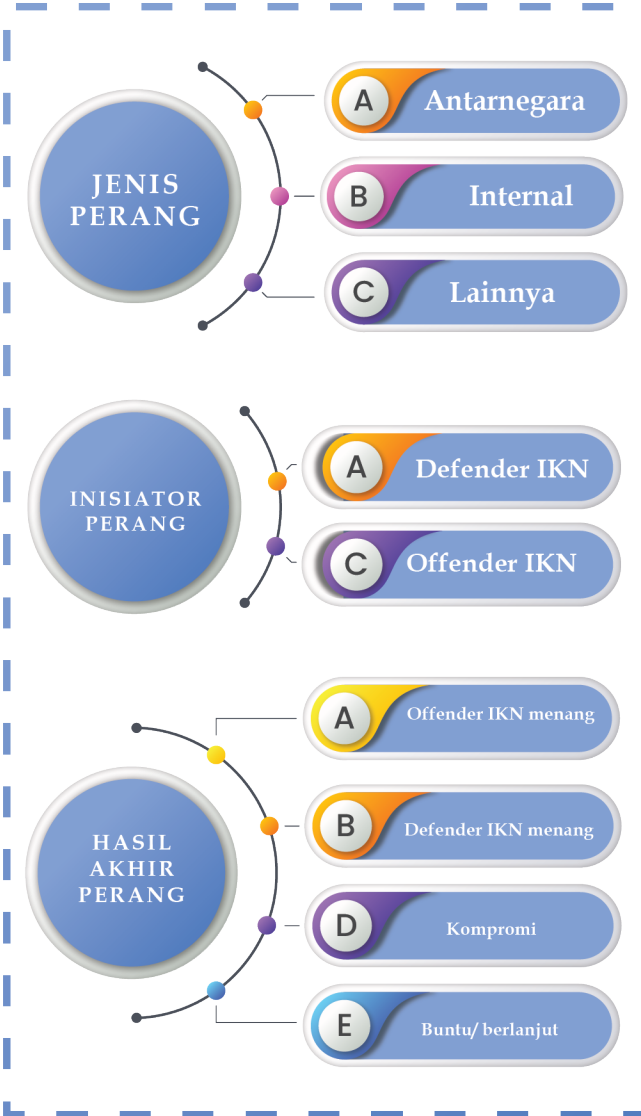 JENIS
PERANG
A
Antarnegara
B
Internal
C
Lainnya
INISIATOR
PERANG
A
Defender IKN
C
Offender IKN
HASIL
AKHIR
PERANG
A
Offender IKN menang
B
Defender IKN menang
D
Kompromi
E
Buntu/ berlanjut